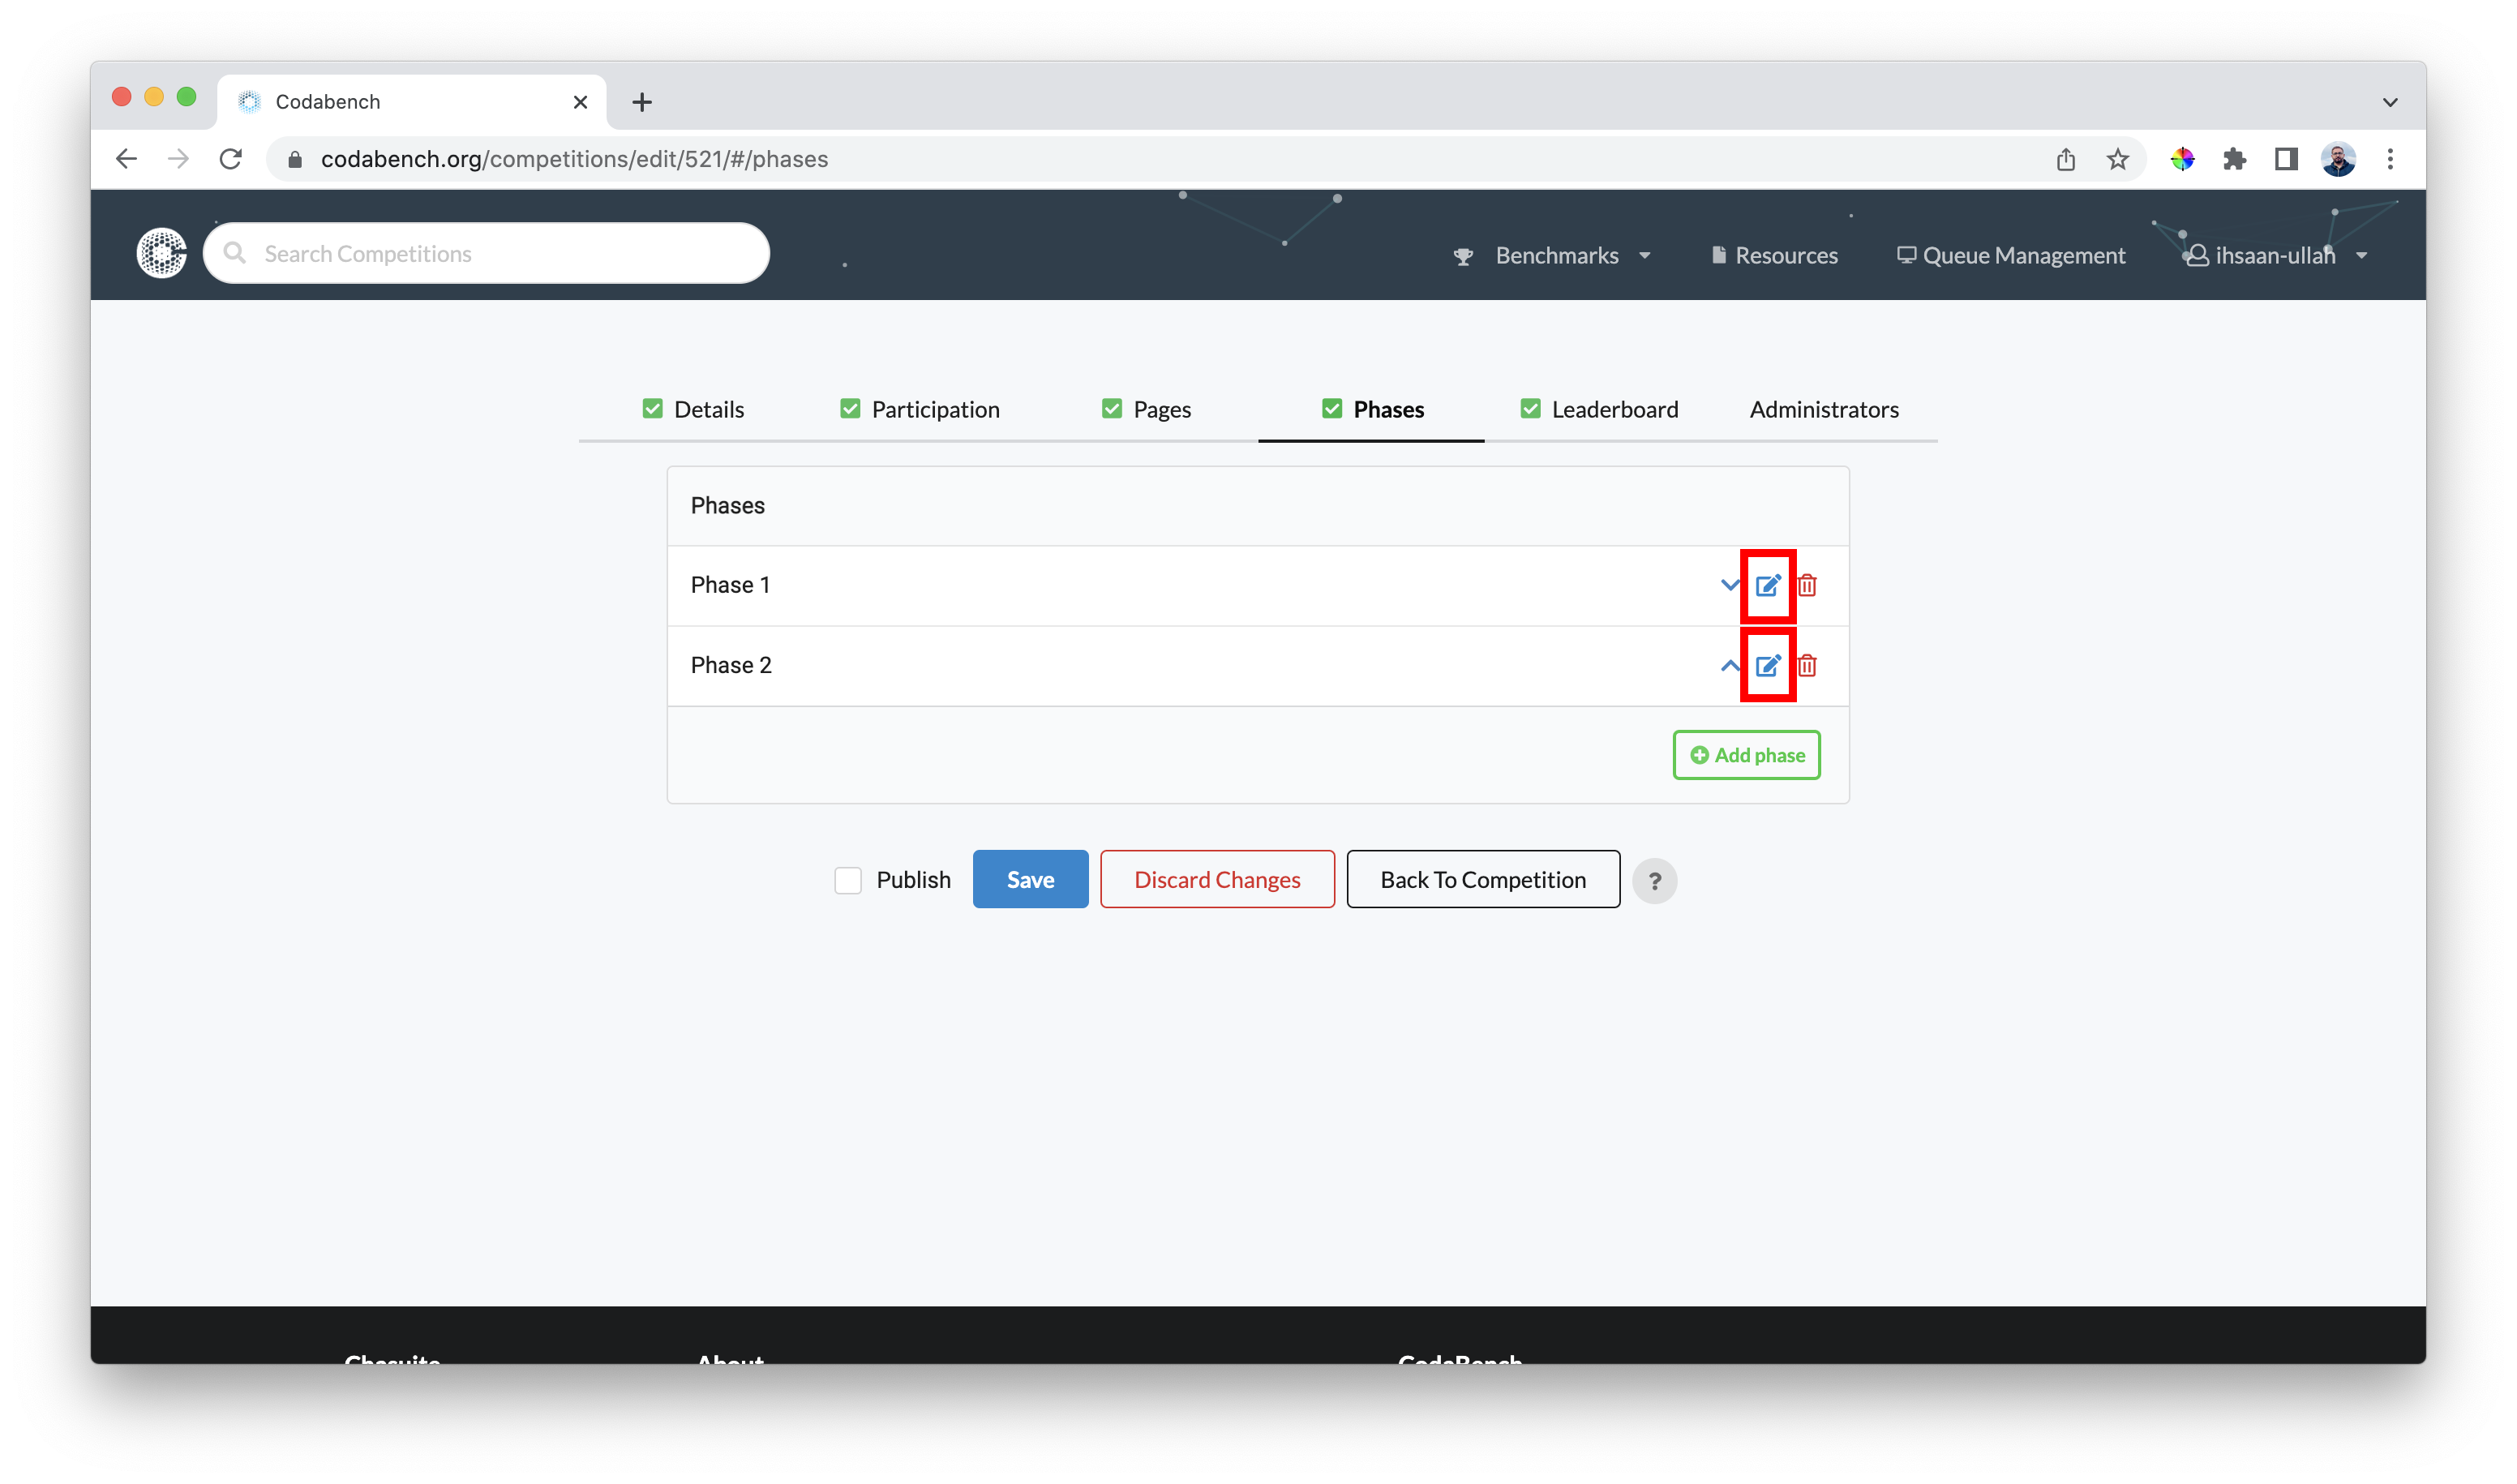 Codabench
codabench.org/competitions/edit/521/#/phases
Search Competitions
Benchmarks
Resources
Queue Management
ihsaan-ullah
Details
Participation
Pages
Phases
Leaderboard
Administrators
Phases
Phase 1
Phase 2
Add phase
Publish
Save
Discard Changes
Back To Competition
?
About
CodaBench